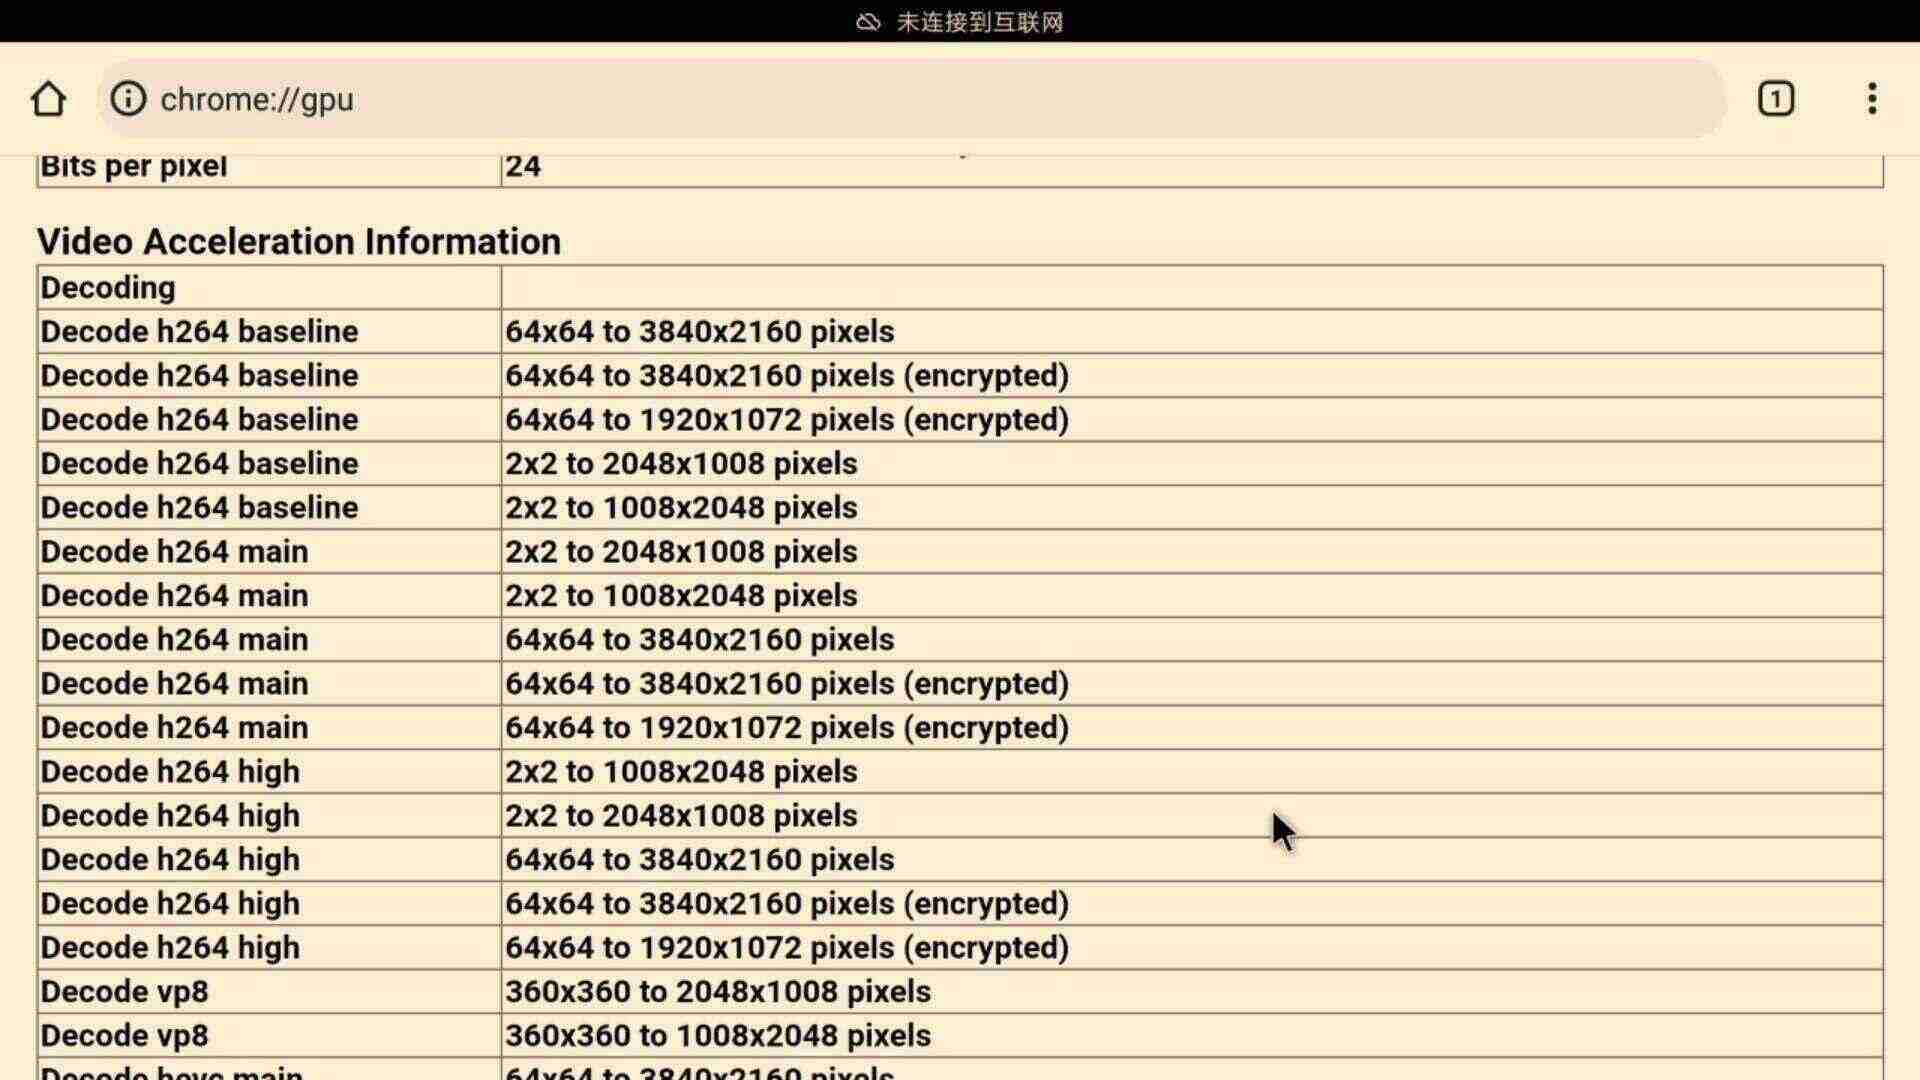 未连接到互联网
chrome://gpu
1
Bits per pixel 24
Video Acceleration Information
Decoding
Decode h264 baseline 64x64 to 3840x2160 pixels
Decode h264 baseline 64x64 to 3840x2160 pixels (encrypted)
Decode h264 baseline 64x64 to 1920x1072 pixels (encrypted)
Decode h264 baseline 2x2 to 2048x1008 pixels
Decode h264 baseline 2x2 to 1008x2048 pixels
Decode h264 main 2x2 to 2048x1008 pixels
Decode h264 main 2x2 to 1008x2048 pixels
Decode h264 main 64x64 to 3840x2160 pixels
Decode h264 main 64x64 to 3840x2160 pixels (encrypted)
Decode h264 main 64x64 to 1920x1072 pixels (encrypted)
Decode h264 high 2x2 to 1008x2048 pixels
Decode h264 high 2x2 to 2048x1008 pixels
Decode h264 high 64x64 to 3840x2160 pixels
Decode h264 high 64x64 to 3840x2160 pixels (encrypted)
Decode h264 high 64x64 to 1920x1072 pixels (encrypted)
Decode vp8 360x360 to 2048x1008 pixels
Decode vp8 360x360 to 1008x2048 pixels
Decode hevc main 64x64 to 3840x2160 pixels